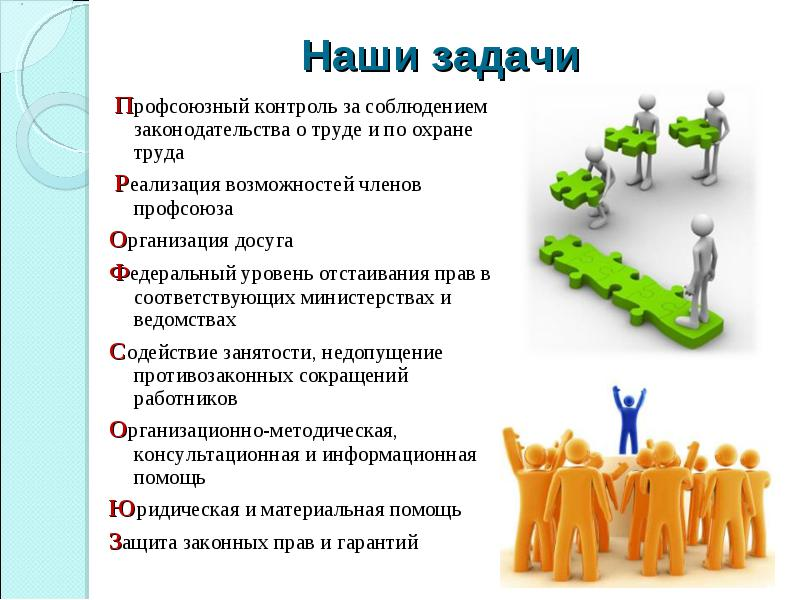 Наши задачи
Профсоюзный контроль за соблюдением
законодательства о труде и по охране
труда
Реализация возможностей членов
профсоюза
Организация досуга
Федеральный уровень отстаивания прав в
соответствующих министерствах и
ведомствах
Содействие занятости, недопущение
противозаконных сокращений
работников
Организационно-методическая,
консультационная и информационная
помощь
Юридическая и материальная помощь
Защита законных прав и гарантий